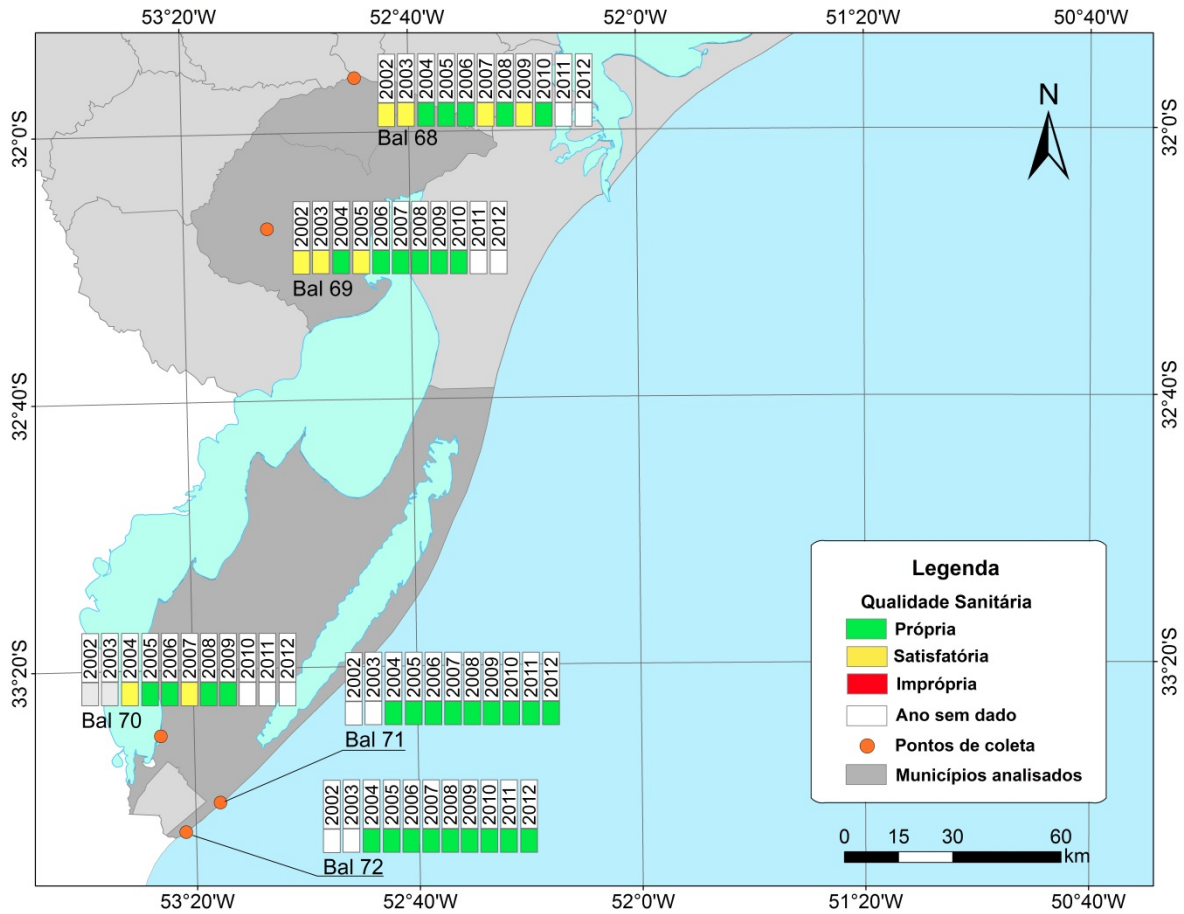 53°20'W 52°40'W 52°0'W 51°20'W 50°40'W
2002 2003 2004 2005 2006 2007 2008 2009 2010 2011 2012
Bal 68
32°0'S 32°0'S
N
2002 2003 2004 2005 2006 2007 2008 2009 2010 2011 2012
Bal 69
32°40'S 32°40'S
Legenda
Qualidade Sanitária
Própria
Satisfatória
Imprópria
Ano sem dado
Pontos de coleta
Municípios analisados
2002 2003 2004 2005 2006 2007 2008 2009 2010 2011 2012
Bal 70
33°20'S 33°20'S
2002 2003 2004 2005 2006 2007 2008 2009 2010 2011 2012
Bal 71
2002 2003 2004 2005 2006 2007 2008 2009 2010 2011 2012
Bal 72
0 15 30 60
km
53°20'W 52°40'W 52°0'W 51°20'W 50°40'W